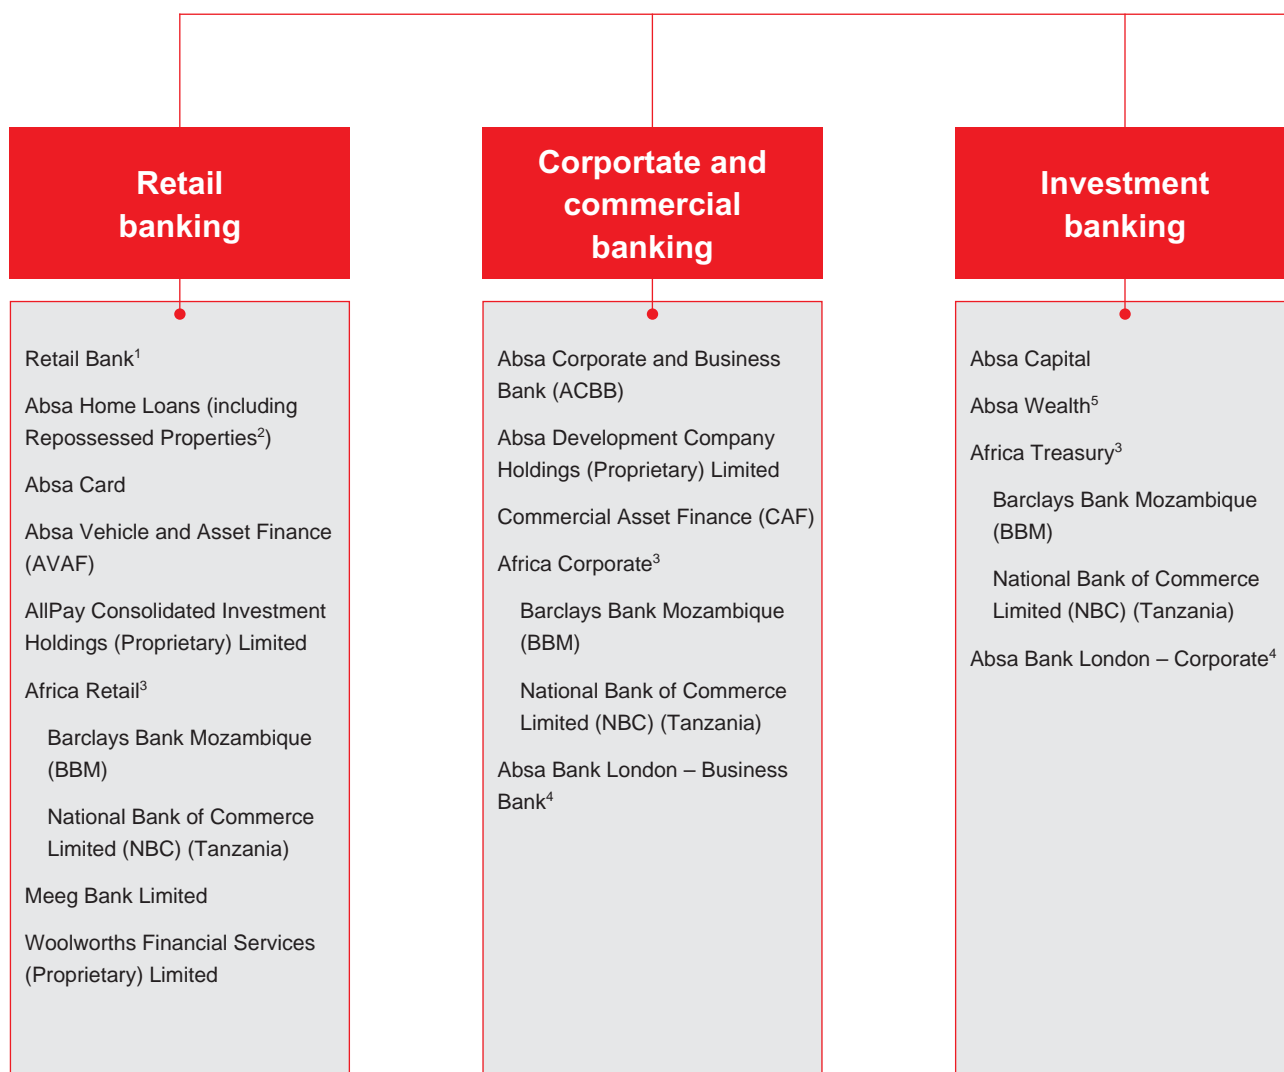 Retail
banking
Retail Bank¹
Absa Home Loans (including
Repossessed Properties²)
Absa Card
Absa Vehicle and Asset Finance
(AVAF)
AllPay Consolidated Investment
Holdings (Proprietary) Limited
Africa Retail³
Barclays Bank Mozambique
(BBM)
National Bank of Commerce
Limited (NBC) (Tanzania)
Meeg Bank Limited
Woolworths Financial Services
(Proprietary) Limited
Corportate and
commercial
banking
Absa Corporate and Business
Bank (ACBB)
Absa Development Company
Holdings (Proprietary) Limited
Commercial Asset Finance (CAF)
Africa Corporate³
Barclays Bank Mozambique
(BBM)
National Bank of Commerce
Limited (NBC) (Tanzania)
Absa Bank London – Business
Bank⁴
Investment
banking
Absa Capital
Absa Wealth⁵
Africa Treasury³
Barclays Bank Mozambique
(BBM)
National Bank of Commerce
Limited (NBC) (Tanzania)
Absa Bank London – Corporate⁴